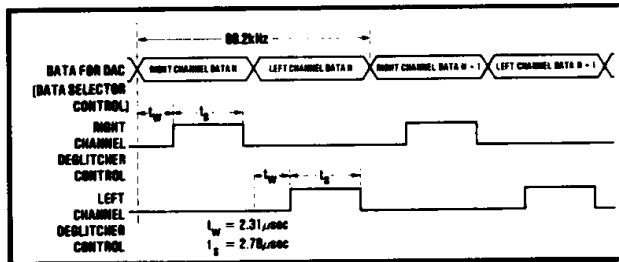 88.2kHz
DATA FOR DAC
[DATA SELECTOR
CONTROL]
RIGHT CHANNEL DATA N
LEFT CHANNEL DATA N
RIGHT CHANNEL DATA N + 1
LEFT CHANNEL DATA N + 1
tW
tS
RIGHT
CHANNEL
DEGLITCHER
CONTROL
tW
tS
LEFT
CHANNEL
DEGLITCHER
CONTROL
tW = 2.31μsec
tS = 2.78μsec